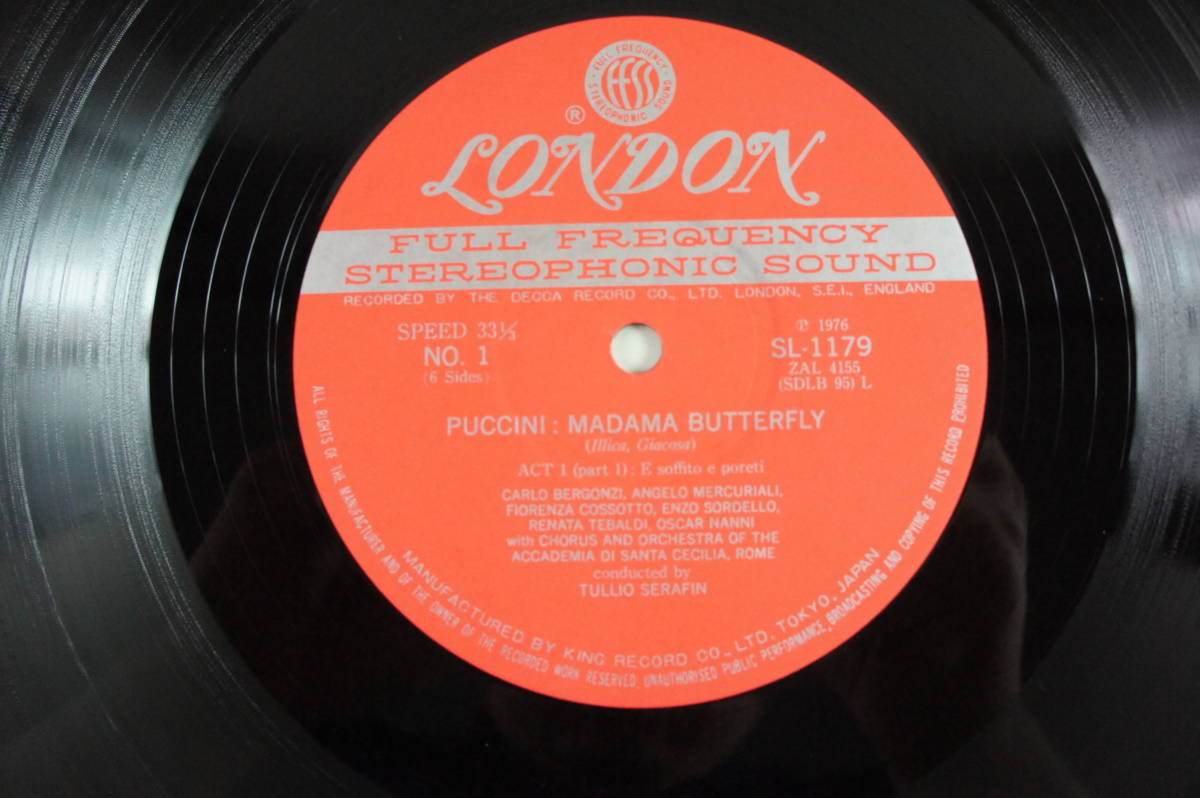 FULL FREQUENCY
FFSS
STEREOPHONIC SOUND
®
LONDON
FULL FREQUENCY
STEREOPHONIC SOUND
RECORDED BY THE DECCA RECORD CO., LTD. LONDON, S.E.I., ENGLAND
SPEED 33⅓
NO. 1
(6 Sides)
℗ 1976
SL-1179
ZAL 4155
(SDLB 95) L
PUCCINI : MADAMA BUTTERFLY
(Illica, Giacosa)
ACT 1 (part 1) : E soffito e poreti
CARLO BERGONZI, ANGELO MERCURIALI,
FIORENZA COSSOTTO, ENZO SORDELLO,
RENATA TEBALDI, OSCAR NANNI
with CHORUS AND ORCHESTRA OF THE
ACCADEMIA DI SANTA CECILIA, ROME
conducted by
TULLIO SERAFIN
MANUFACTURED BY KING RECORD CO., LTD. TOKYO, JAPAN
ALL RIGHTS OF THE MANUFACTURER AND OF THE OWNER OF THE RECORDED WORK RESERVED. UNAUTHORISED PUBLIC PERFORMANCE, BROADCASTING AND COPYING OF THIS RECORD PROHIBITED